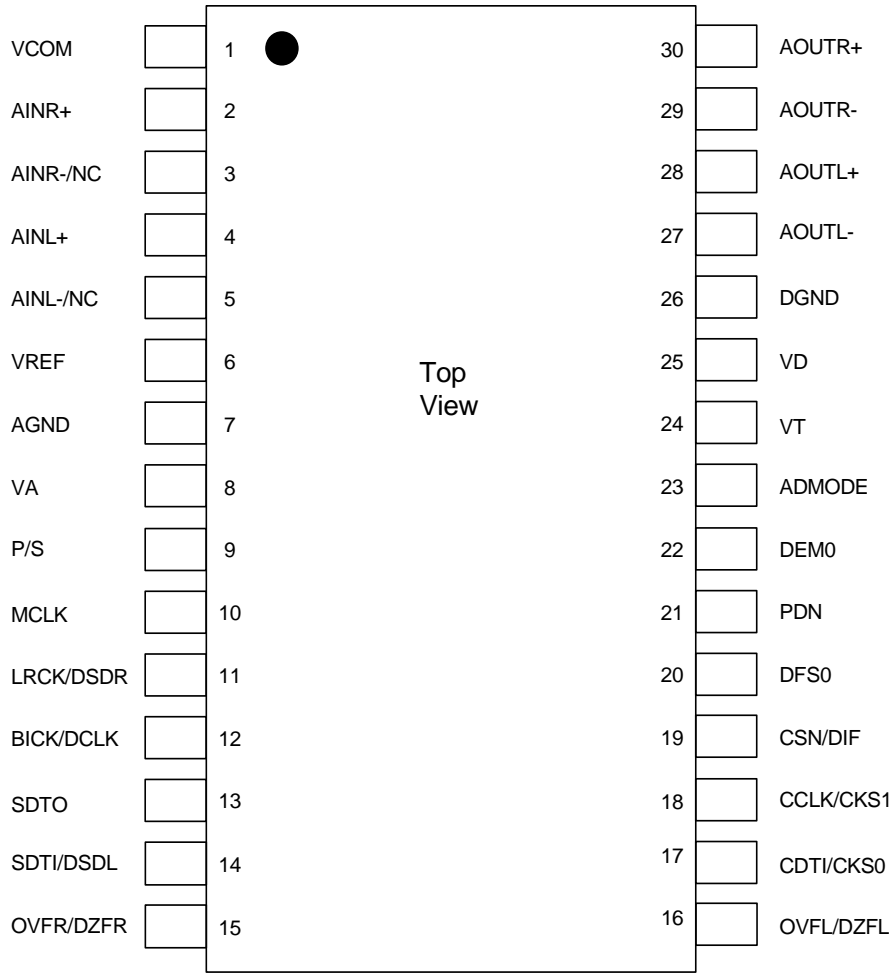 VCOM 1 30 AOUTR+
AINR+ 2 29 AOUTR-
AINR-/NC 3 28 AOUTL+
AINL+ 4 27 AOUTL-
AINL-/NC 5 26 DGND
VREF 6 25 VD
Top
View
AGND 7 24 VT
VA 8 23 ADMODE
P/S 9 22 DEM0
MCLK 10 21 PDN
LRCK/DSDR 11 20 DFS0
BICK/DCLK 12 19 CSN/DIF
SDTO 13 18 CCLK/CKS1
SDTI/DSDL 14 17 CDTI/CKS0
OVFR/DZFR 15 16 OVFL/DZFL